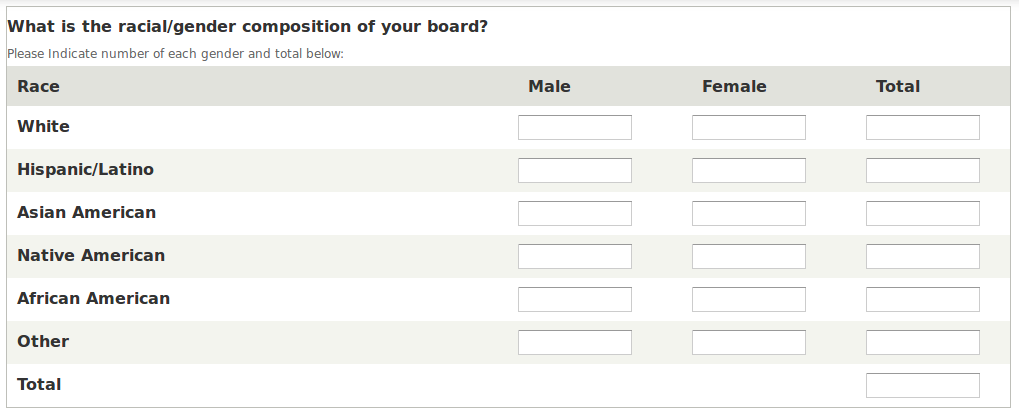 What is the racial/gender composition of your board?
Please Indicate number of each gender and total below:
Race Male Female Total
White
Hispanic/Latino
Asian American
Native American
African American
Other
Total